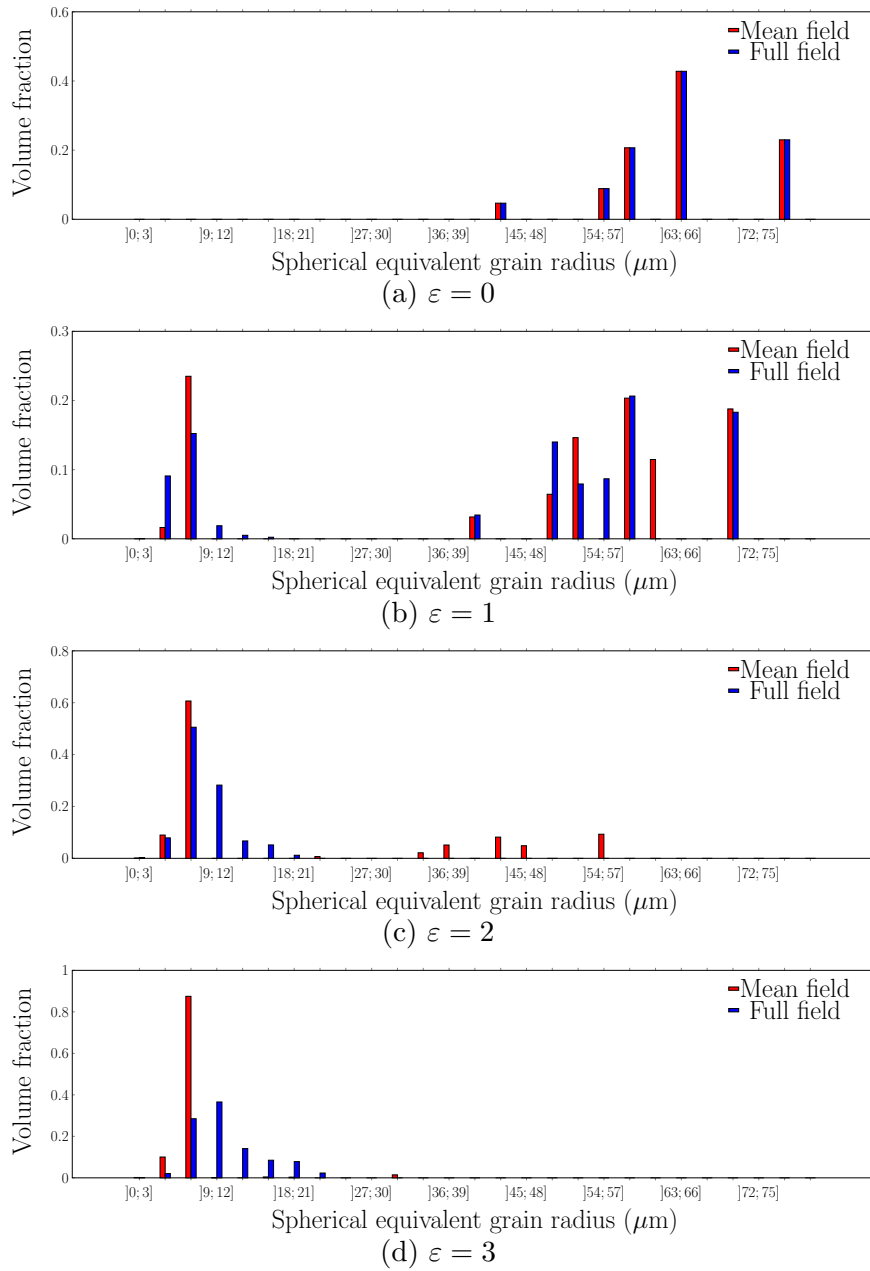 0.6
Mean field
Full field
0.4
Volume fraction
0.2
0
]0; 3] ]9; 12] ]18; 21] ]27; 30] ]36; 39] ]45; 48] ]54; 57] ]63; 66] ]72; 75]
Spherical equivalent grain radius (μm)
(a) ε = 0
0.3
Mean field
Full field
0.2
Volume fraction
0.1
0
]0; 3] ]9; 12] ]18; 21] ]27; 30] ]36; 39] ]45; 48] ]54; 57] ]63; 66] ]72; 75]
Spherical equivalent grain radius (μm)
(b) ε = 1
0.8
Mean field
Full field
0.6
Volume fraction
0.4
0.2
0
]0; 3] ]9; 12] ]18; 21] ]27; 30] ]36; 39] ]45; 48] ]54; 57] ]63; 66] ]72; 75]
Spherical equivalent grain radius (μm)
(c) ε = 2
1
Mean field
Full field
0.8
Volume fraction
0.6
0.4
0.2
0
]0; 3] ]9; 12] ]18; 21] ]27; 30] ]36; 39] ]45; 48] ]54; 57] ]63; 66] ]72; 75]
Spherical equivalent grain radius (μm)
(d) ε = 3